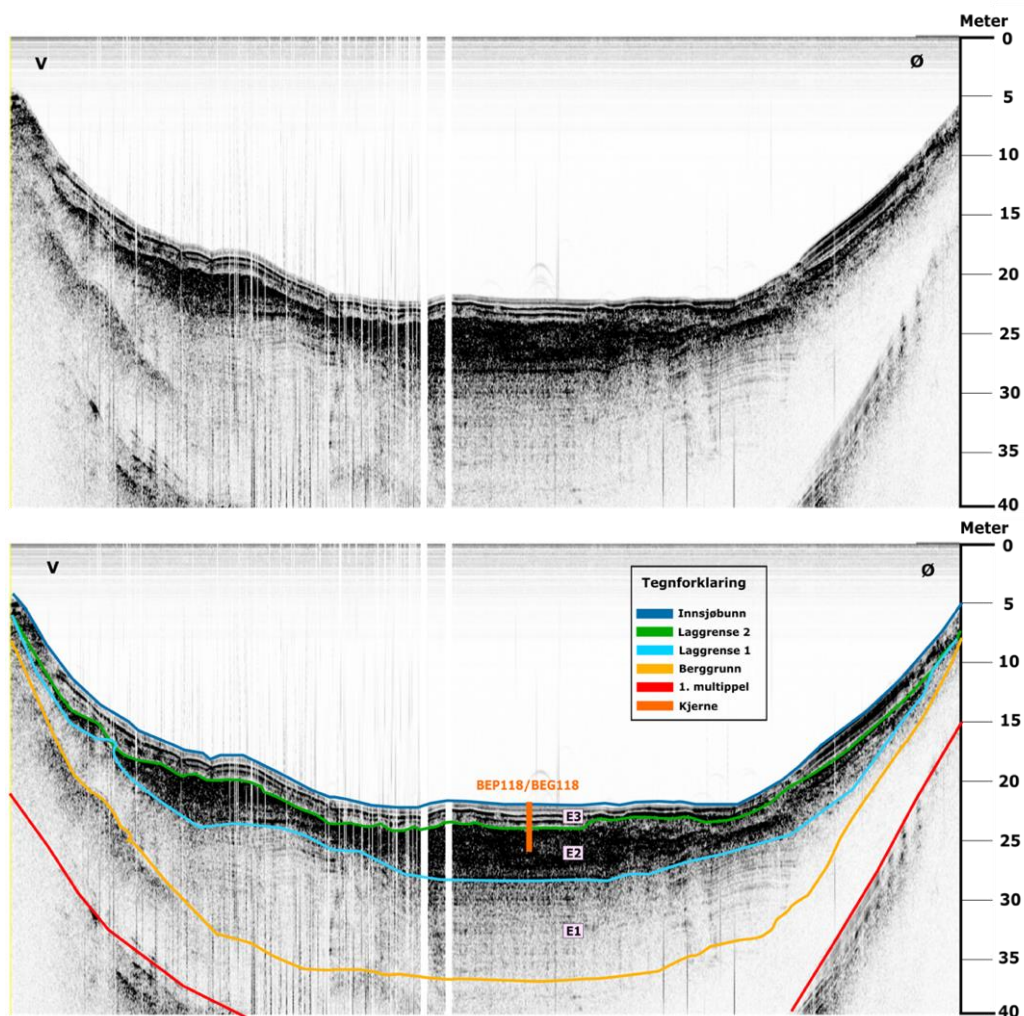 Meter
0
V
Ø
5
10
15
20
25
30
35
40
Meter
0
V
Ø
Tegnforklaring
5
Innsjøbunn
Laggrense 2
Laggrense 1
10
Berggrunn
1. multippel
Kjerne
15
BEP118/BEG118
20
E3
25
E2
30
E1
35
40